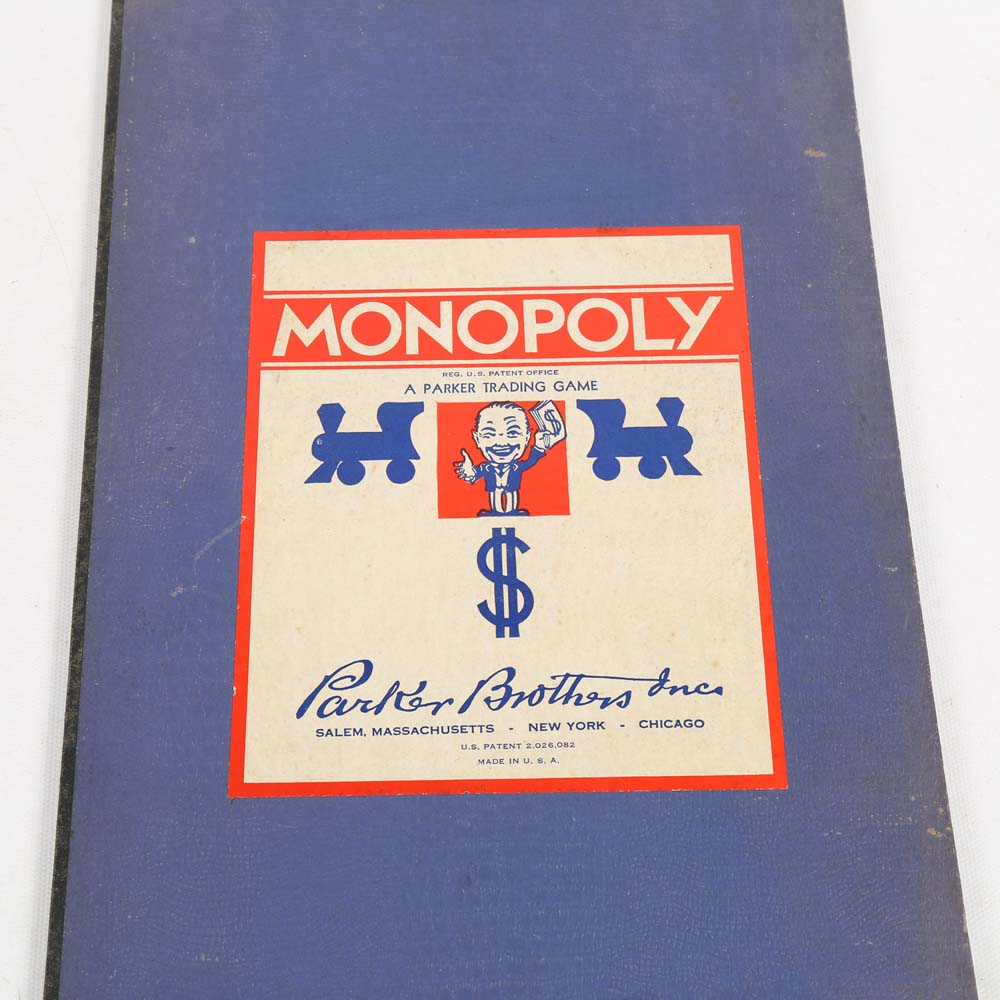 MONOPOLY
REG. U.S. PATENT OFFICE
A PARKER TRADING GAME
$
$
Parker Brothers Inc.
SALEM, MASSACHUSETTS - NEW YORK - CHICAGO
U.S. PATENT 2,026,082
MADE IN U. S. A.